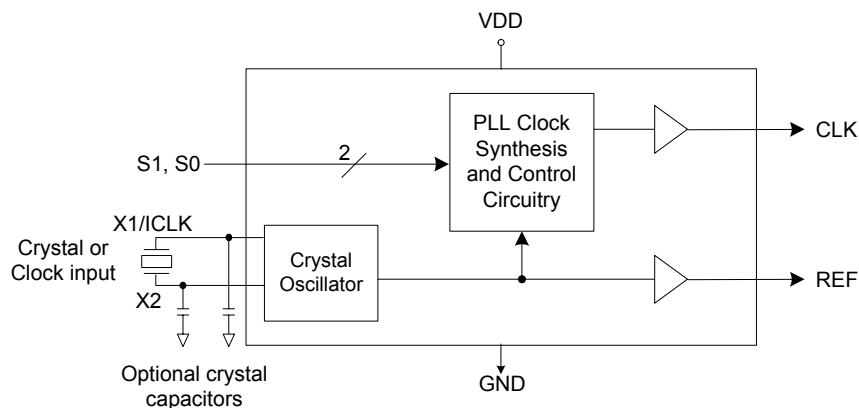 VDD
PLL Clock
Synthesis
and Control
Circuitry
CLK
S1, S0
2
X1/ICLK
Crystal or
Clock input
X2
Crystal
Oscillator
REF
Optional crystal
capacitors
GND